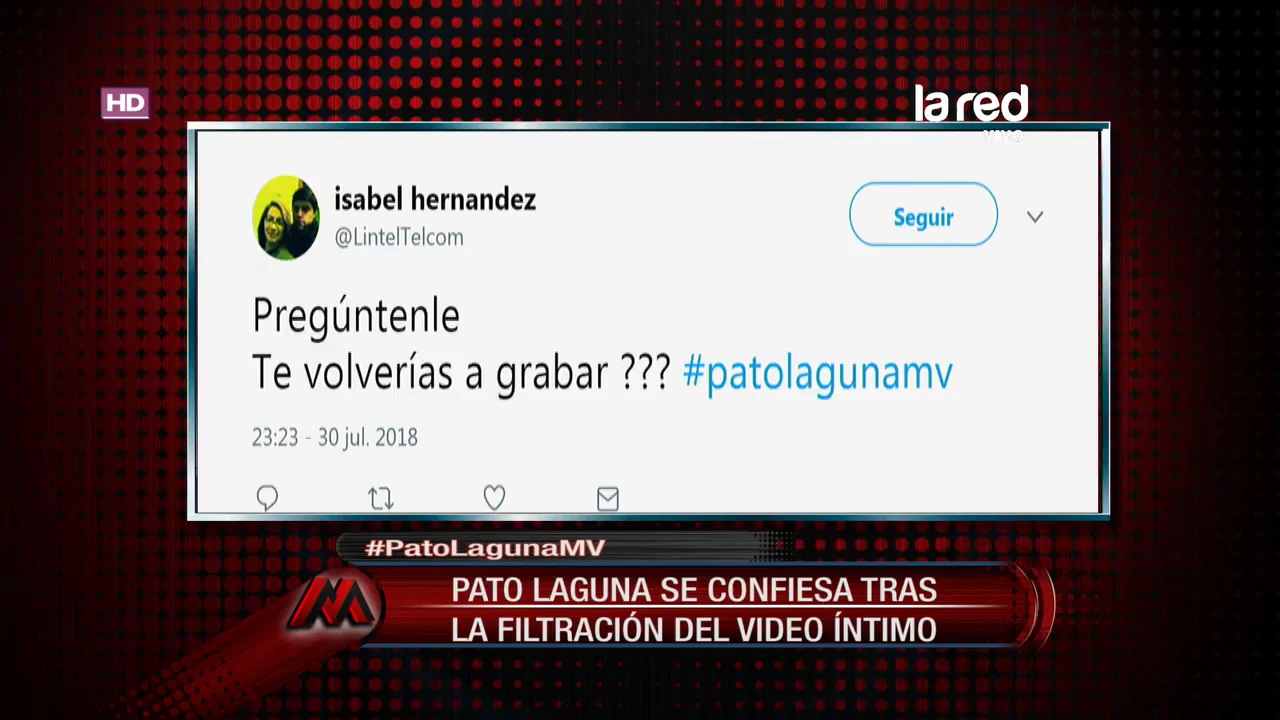 HD
la red
VIVO
isabel hernandez
@LintelTelcom
Seguir
Pregúntenle
Te volverías a grabar ??? #patolagunamv
23:23 - 30 jul. 2018
#PatoLagunaMV
PATO LAGUNA SE CONFIESA TRAS
LA FILTRACIÓN DEL VIDEO ÍNTIMO